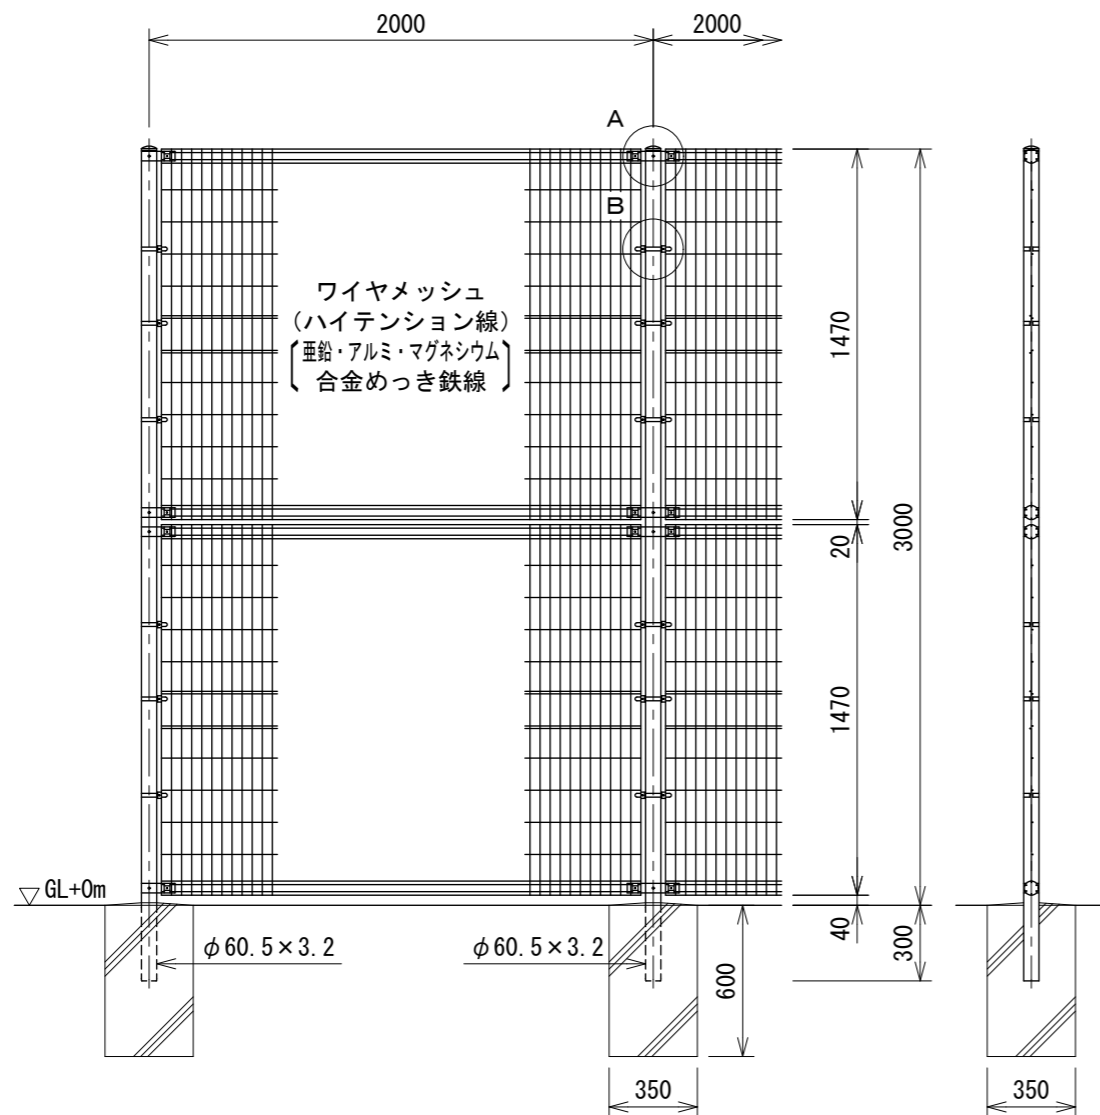 2000
2000
A
B
ワイヤメッシュ
(ハイテンション線)
亜鉛・アルミ・マグネシウム
合金めっき鉄線
1470
20
3000
1470
GL+0m
40
300
φ60.5×3.2
φ60.5×3.2
600
350
350